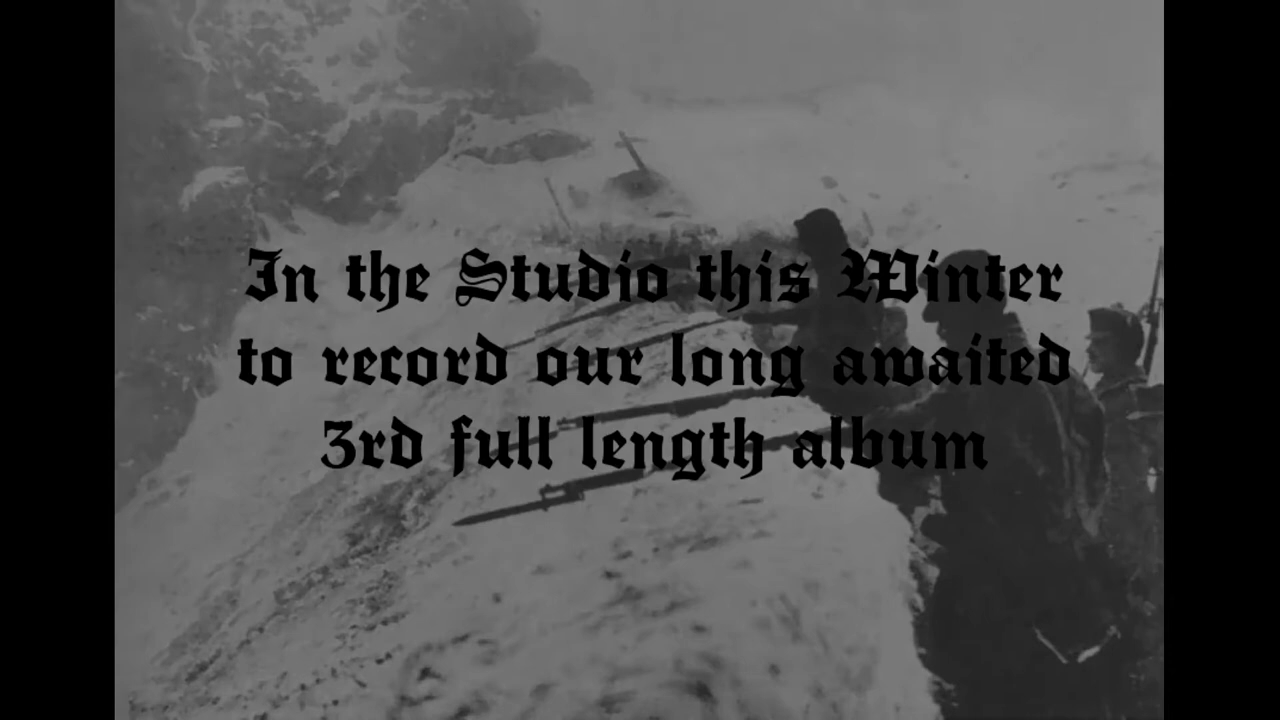 In the Studio this Winter
to record our long awaited
3rd full length album